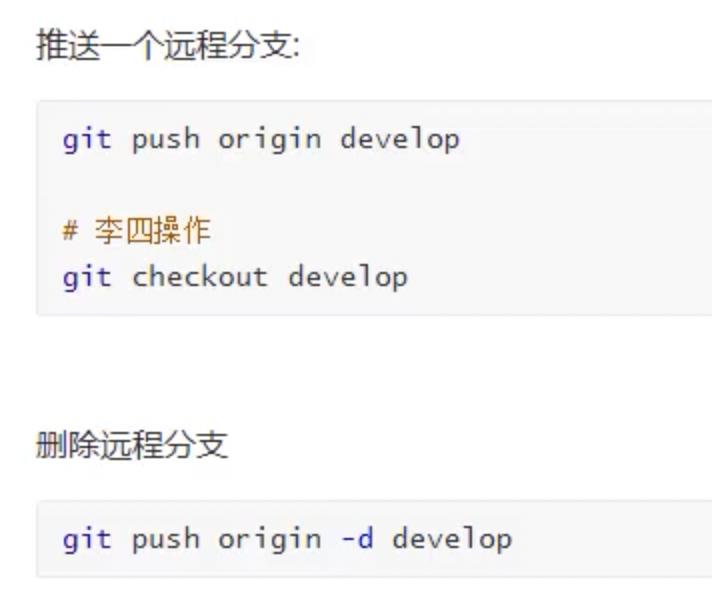 推送一个远程分支:
git push origin develop
# 李四操作
git checkout develop
删除远程分支
git push origin -d develop